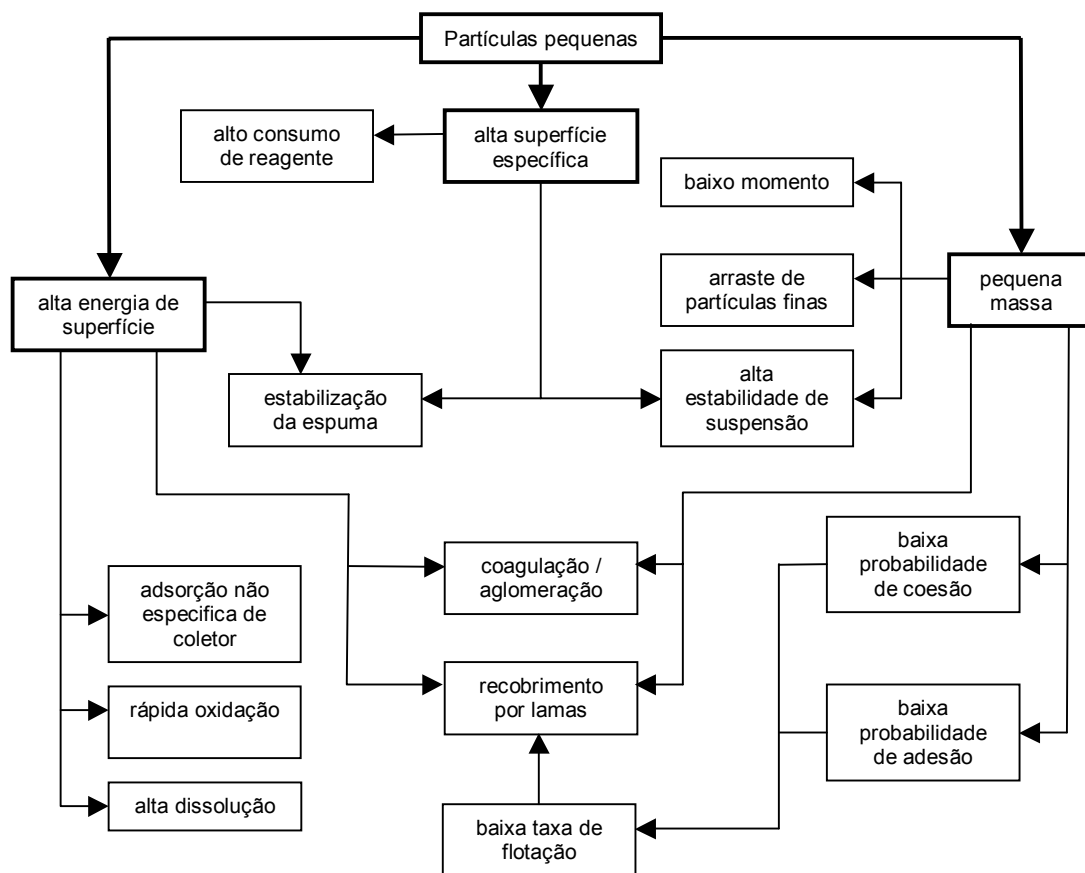 Partículas pequenas
alto consumo
de reagente
alta superfície
específica
baixo momento
arraste de
partículas finas
pequena
massa
alta energia de
superfície
estabilização
da espuma
alta
estabilidade de
suspensão
coagulação /
aglomeração
baixa
probabilidade
de coesão
adsorção não
especifica de
coletor
recobrimento
por lamas
rápida oxidação
baixa
probabilidade
de adesão
alta dissolução
baixa taxa de
flotação